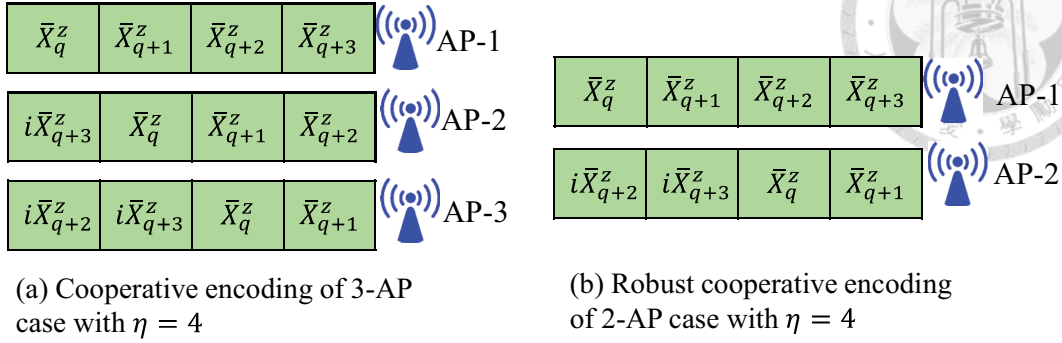 X̄_q^z X̄_{q+1}^z X̄_{q+2}^z X̄_{q+3}^z AP-1
iX̄_{q+3}^z X̄_q^z X̄_{q+1}^z X̄_{q+2}^z AP-2
iX̄_{q+2}^z iX̄_{q+3}^z X̄_q^z X̄_{q+1}^z AP-3
(a) Cooperative encoding of 3-AP
case with η = 4
X̄_q^z X̄_{q+1}^z X̄_{q+2}^z X̄_{q+3}^z AP-1
iX̄_{q+2}^z iX̄_{q+3}^z X̄_q^z X̄_{q+1}^z AP-2
(b) Robust cooperative encoding
of 2-AP case with η = 4
愛 · 學